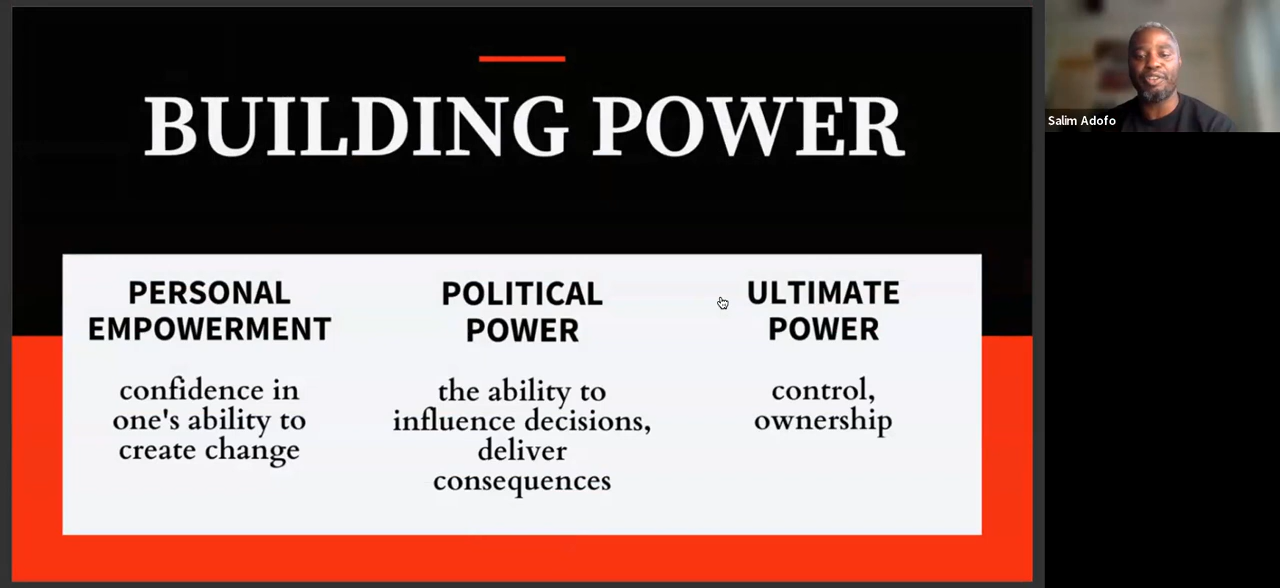 BUILDING POWER
PERSONAL
EMPOWERMENT
confidence in
one's ability to
create change
POLITICAL
POWER
the ability to
influence decisions,
deliver
consequences
ULTIMATE
POWER
control,
ownership
Salim Adofo